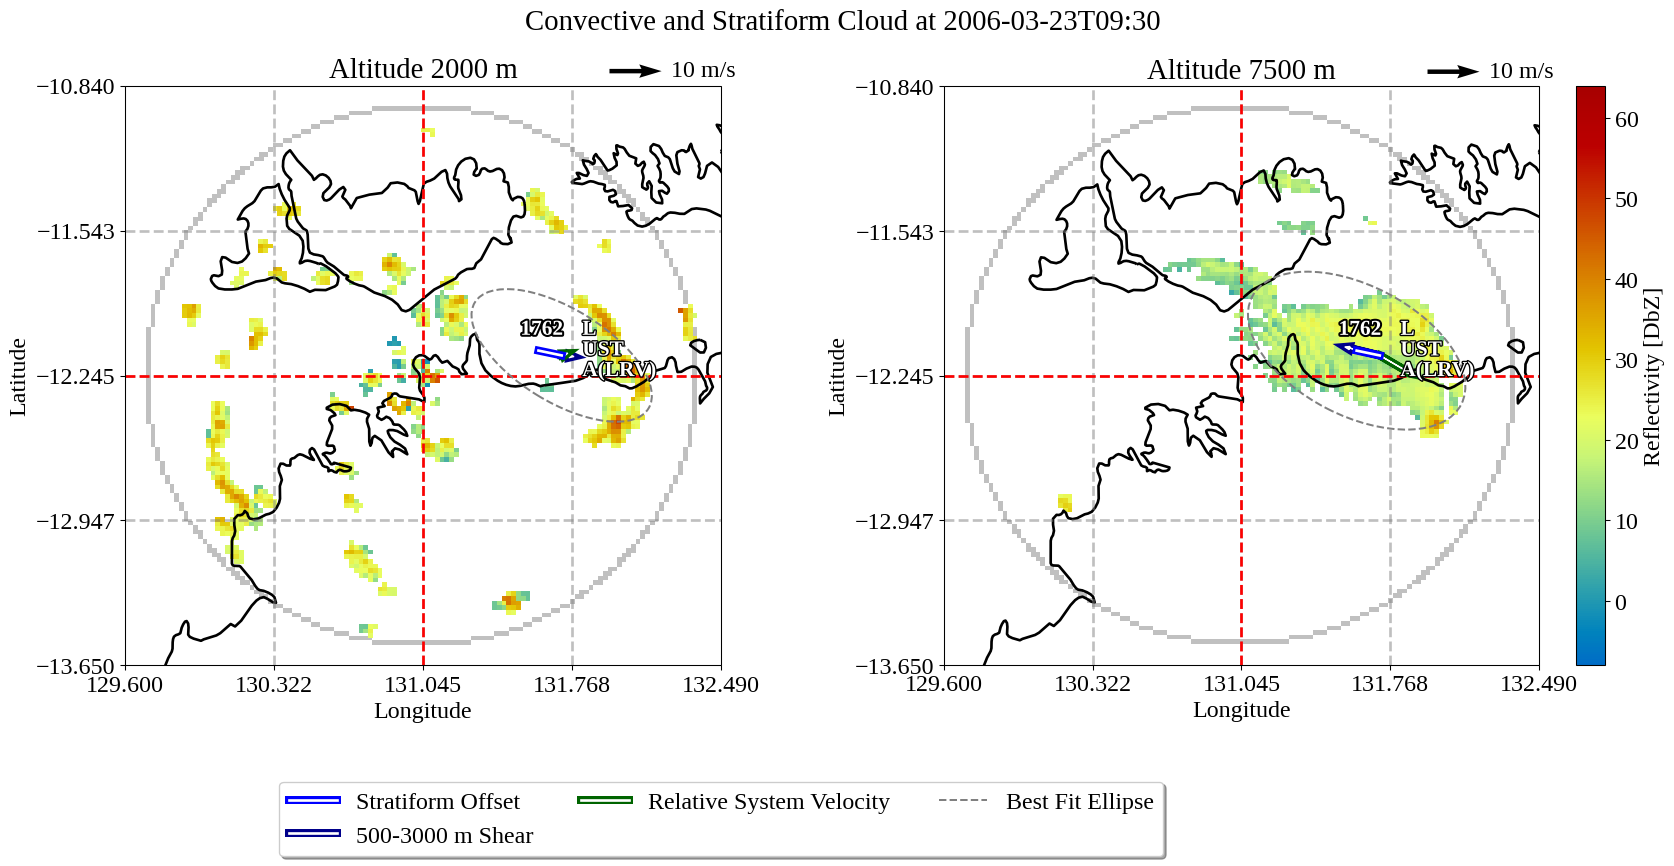 Convective and Stratiform Cloud at 2006-03-23T09:30
Altitude 2000 m
10 m/s
Altitude 7500 m
10 m/s
−10.840
−11.543
−12.245
−12.947
−13.650
Latitude
129.600
130.322
131.045
131.768
132.490
Longitude
1762
L
UST
A(LRV)
−10.840
−11.543
−12.245
−12.947
−13.650
Latitude
129.600
130.322
131.045
131.768
132.490
Longitude
1762
L
UST
A(LRV)
60
50
40
30
20
10
0
Reflectivity [DbZ]
Stratiform Offset
Relative System Velocity
Best Fit Ellipse
500-3000 m Shear